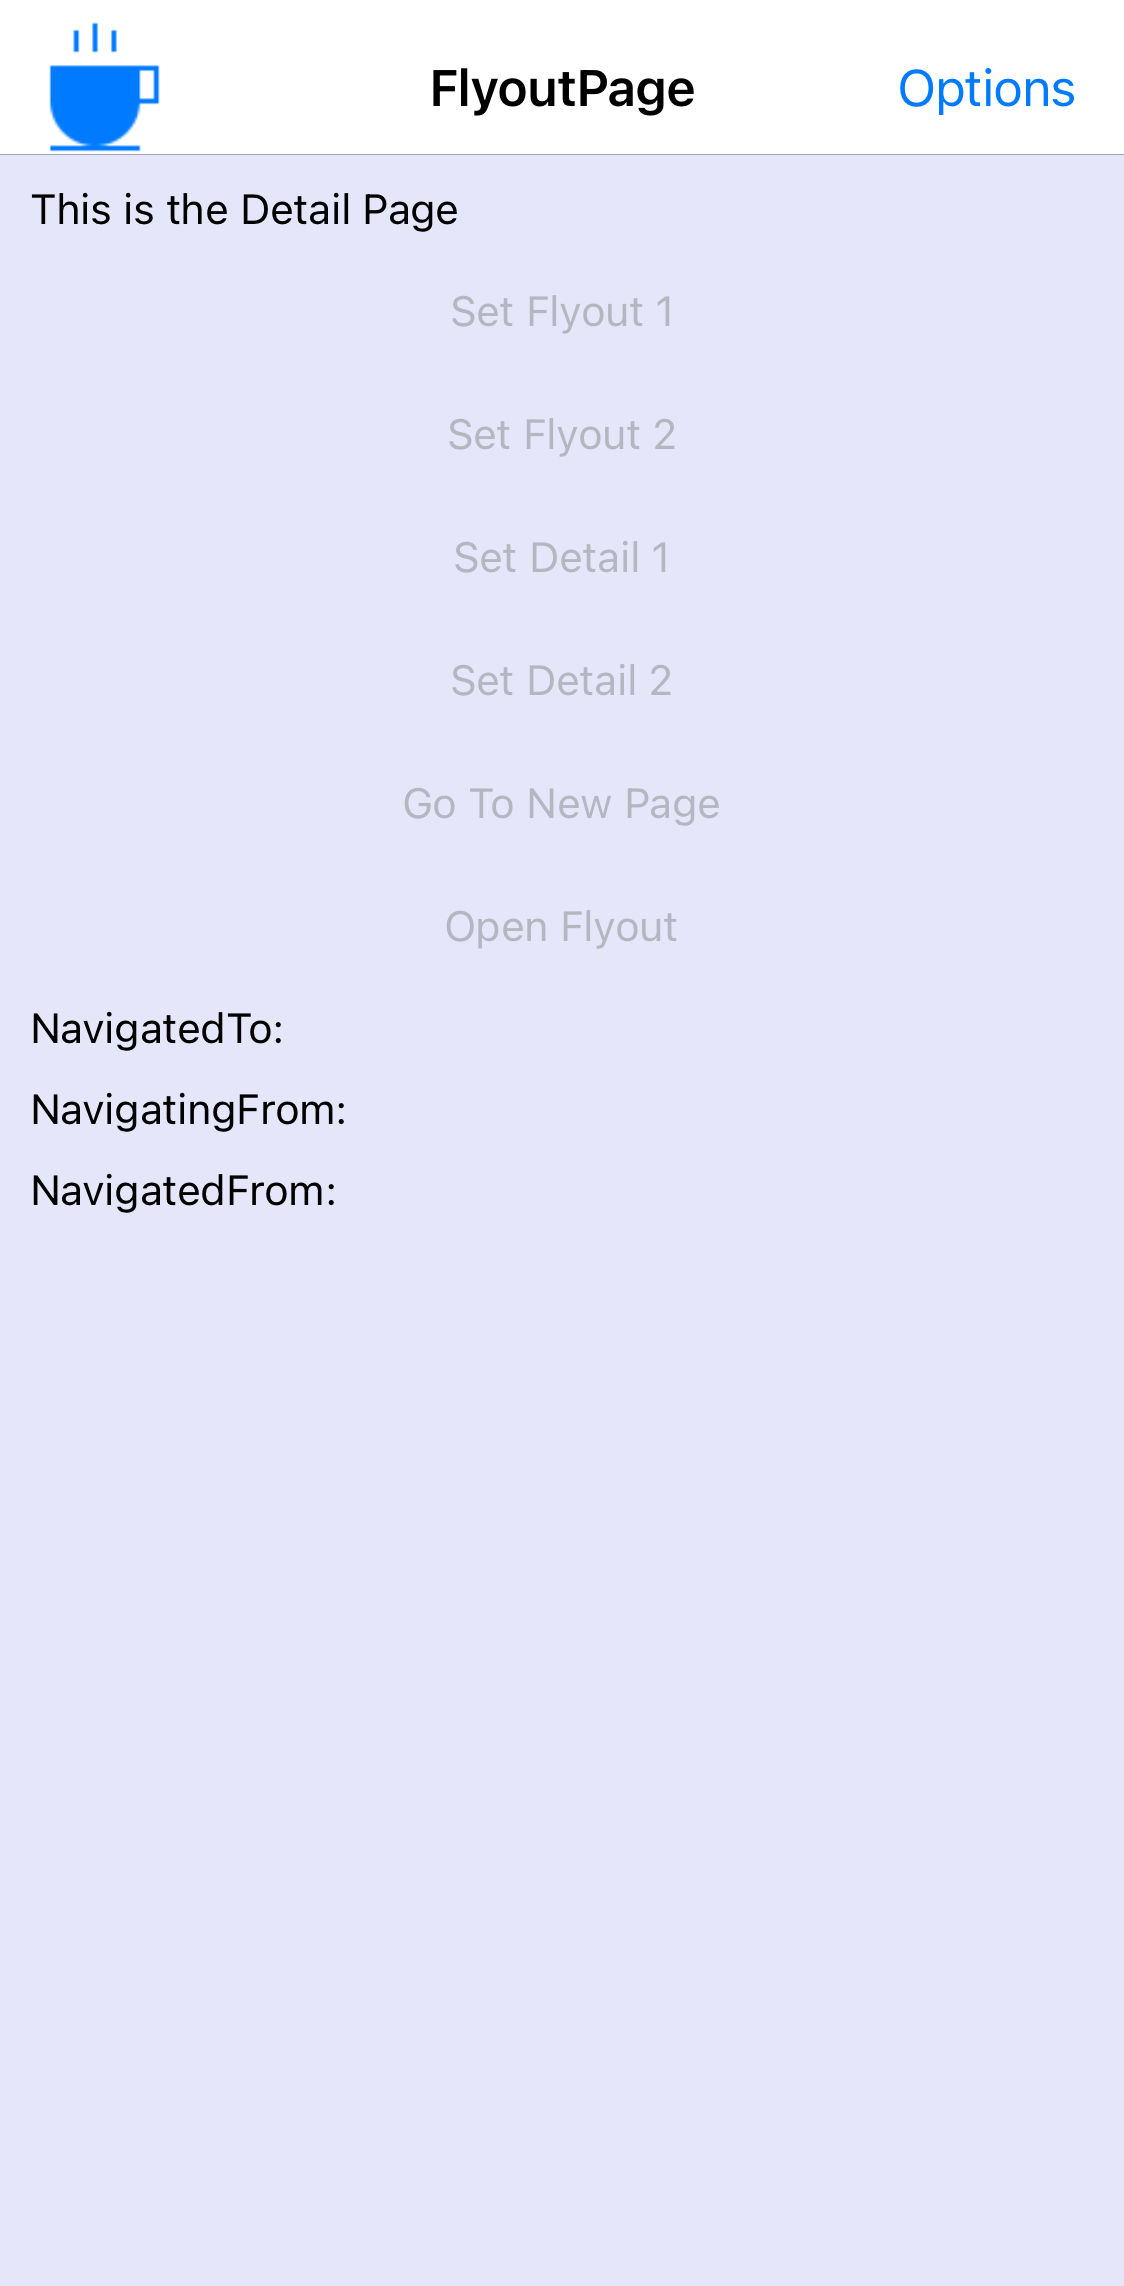 FlyoutPage
Options
This is the Detail Page
Set Flyout 1
Set Flyout 2
Set Detail 1
Set Detail 2
Go To New Page
Open Flyout
NavigatedTo:
NavigatingFrom:
NavigatedFrom: